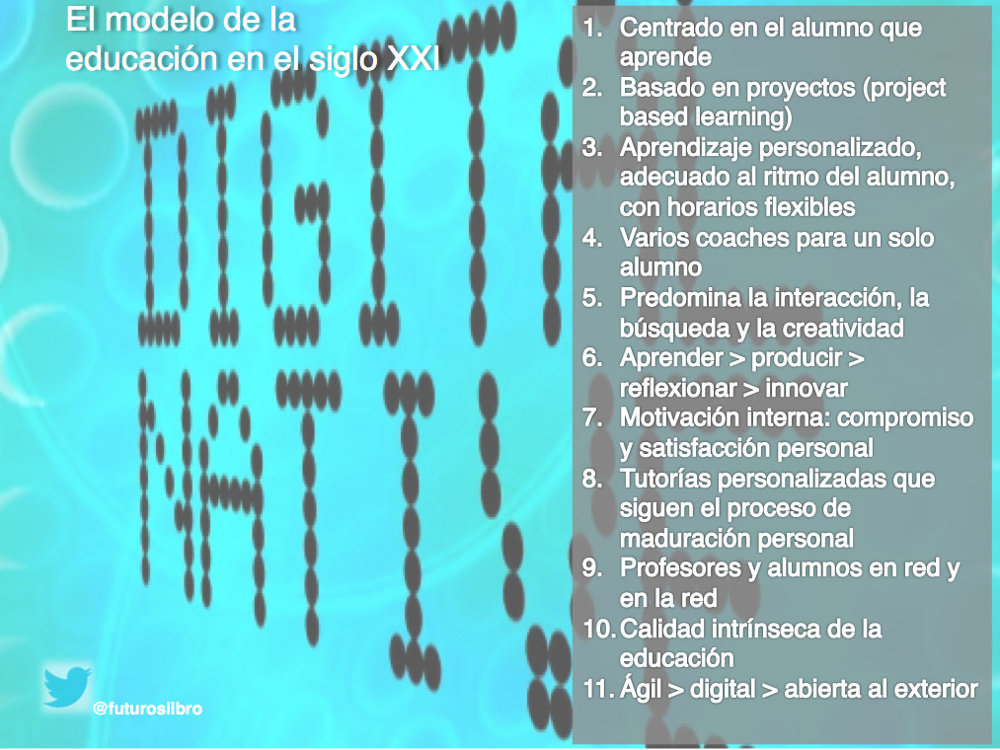 El modelo de la
educación en el siglo XXI
DIGITAL
NATIVE
1. Centrado en el alumno que
aprende
2. Basado en proyectos (project
based learning)
3. Aprendizaje personalizado,
adecuado al ritmo del alumno,
con horarios flexibles
4. Varios coaches para un solo
alumno
5. Predomina la interacción, la
búsqueda y la creatividad
6. Aprender > producir >
reflexionar > innovar
7. Motivación interna: compromiso
y satisfacción personal
8. Tutorías personalizadas que
siguen el proceso de
maduración personal
9. Profesores y alumnos en red y
en la red
10. Calidad intrínseca de la
educación
11. Ágil > digital > abierta al exterior
@futuroslibro